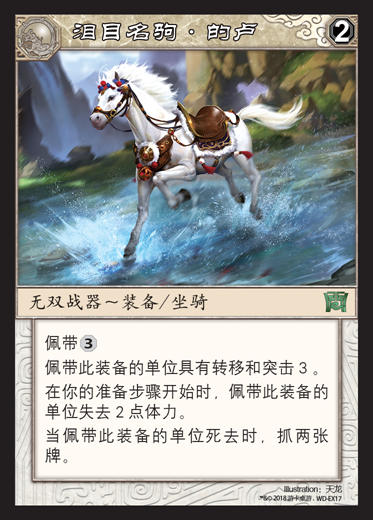 泪目名驹·的卢
2
无双战器～装备/坐骑
佩带③
佩带此装备的单位具有转移和突击3。
在你的准备步骤开始时，佩带此装备的
单位失去2点体力。
当佩带此装备的单位死去时，抓两张
牌。
Illustration：天龙
™&©2018.游卡桌游. WD-EX17